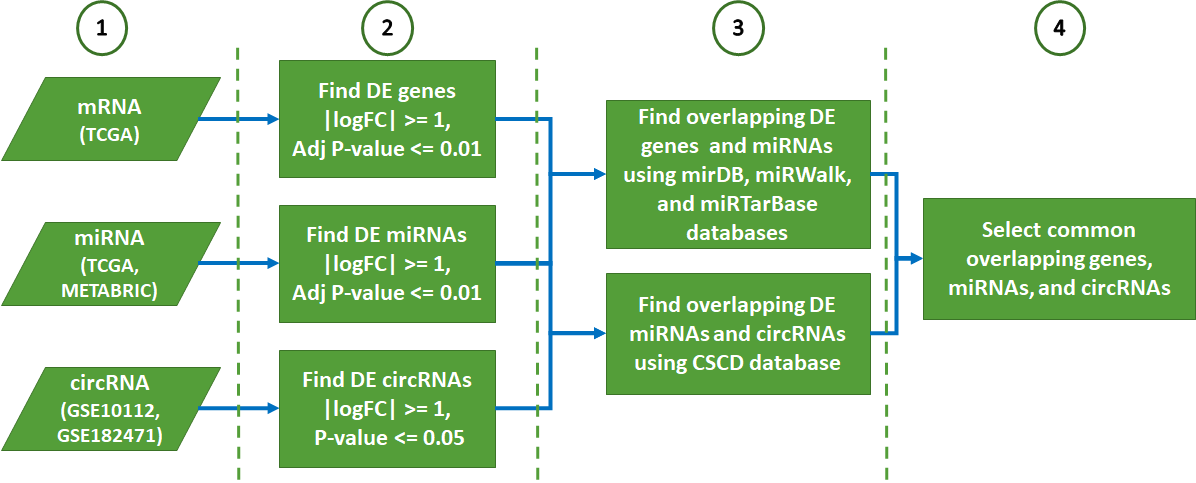 1
2
3
4
mRNA
(TCGA)
miRNA
(TCGA,
METABRIC)
circRNA
(GSE10112,
GSE182471)
Find DE genes
|logFC| >= 1,
Adj P-value <= 0.01
Find DE miRNAs
|logFC| >= 1,
Adj P-value <= 0.01
Find DE circRNAs
|logFC| >= 1,
P-value <= 0.05
Find overlapping DE
genes and miRNAs
using mirDB, miRWalk,
and miRTarBase
databases
Find overlapping DE
miRNAs and circRNAs
using CSCD database
Select common
overlapping genes,
miRNAs, and circRNAs